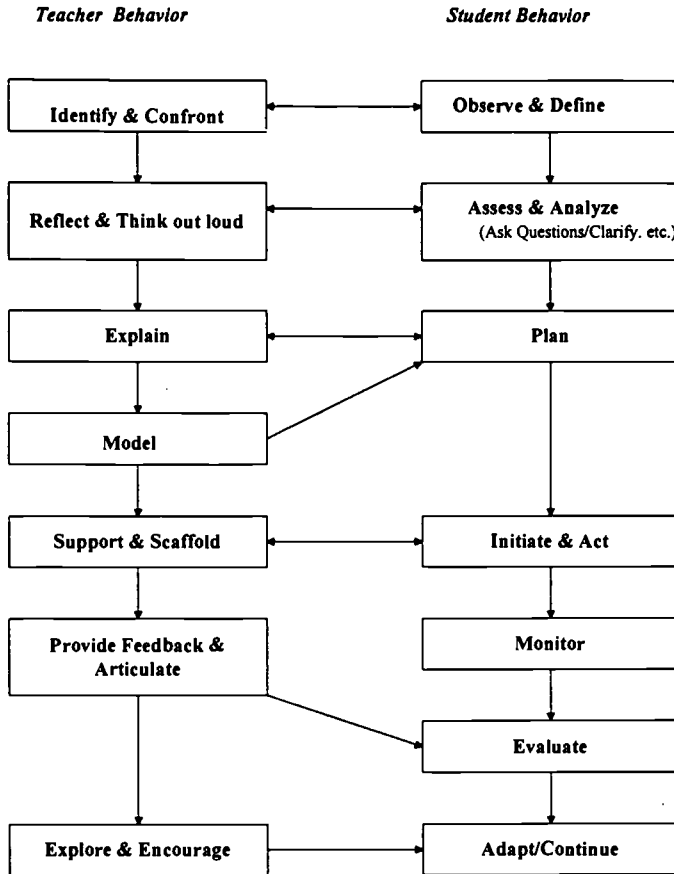 Teacher Behavior
Student Behavior
Identify & Confront
Observe & Define
Reflect & Think out loud
Assess & Analyze
(Ask Questions/Clarify. etc.)
Explain
Plan
Model
Support & Scaffold
Initiate & Act
Provide Feedback &
Articulate
Monitor
Evaluate
Explore & Encourage
Adapt/Continue